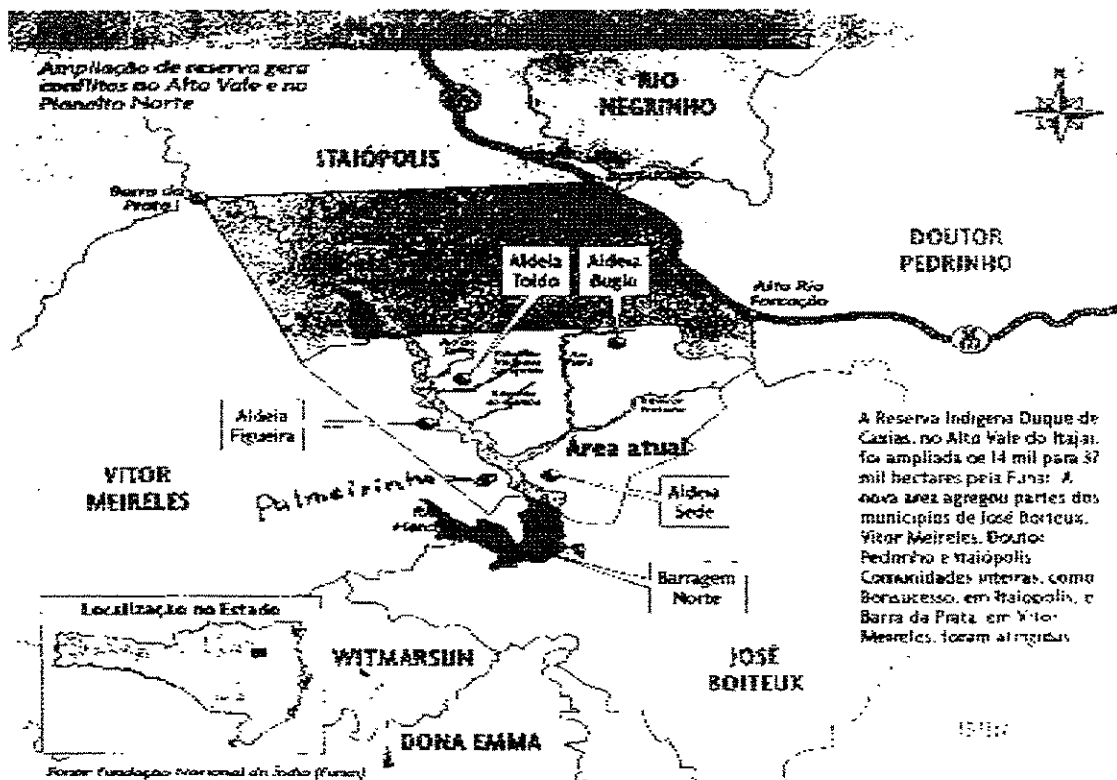 Ampliação de reserva gera
conflitos no Alto Vale e no
Planalto Norte
RIO
NEGRINHO
ITAIÓPOLIS
Barra da
Prata
DOUTOR
PEDRINHO
Aldeia
Toldo
Aldeia
Bugio
Alto Rio
Forcação
Aldeia
Figueira
Área atual
A Reserva Indígena Duque de
Caxias, no Alto Vale do Itajaí,
foi ampliada de 14 mil para 37
mil hectares pela Funai. A
nova área agregou partes dos
municípios de José Boiteux,
Vitor Meireles, Doutor
Pedrinho e Itaiópolis
Comunidades inteiras, como
Bonsucesso, em Itaiópolis, e
Barra da Prata, em Vitor
Meireles, foram atingidas
VITOR
MEIRELES
Palmeirinha
Aldeia
Sede
Barragem
Norte
Localização no Estado
WITMARSUN
JOSÉ
BOITEUX
DONA EMMA
Fonte: Fundação Nacional do Índio (Funai)